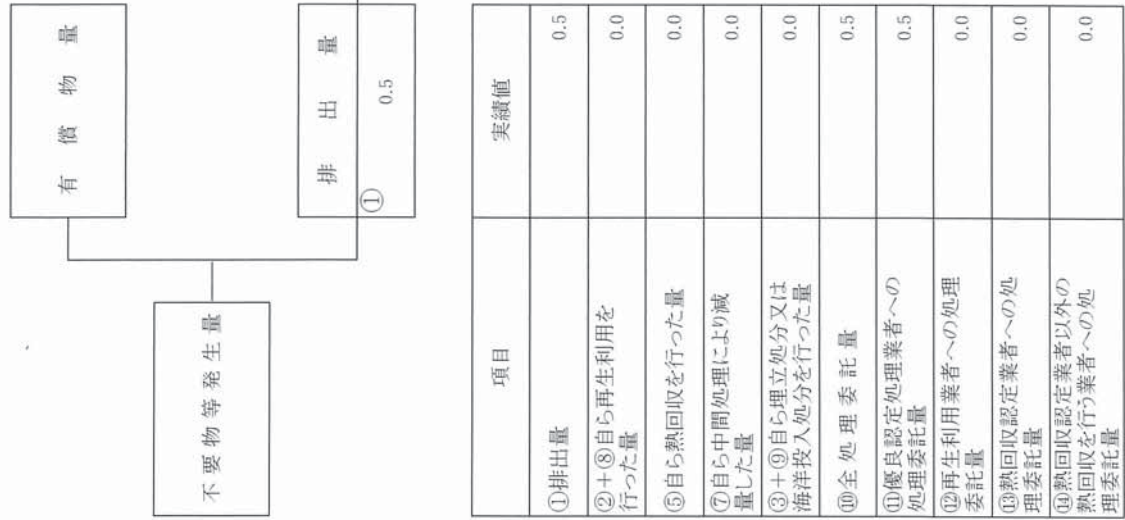 不要物等発生量
有償物量
排出量
①
0.5
項目
実績値
①排出量
0.5
②+⑧自ら再生利用を
行った量
0.0
⑤自ら熱回収を行った量
0.0
⑦自ら中間処理により減
量した量
0.0
③+⑨自ら埋立処分又は
海洋投入処分を行った量
0.0
⑩全処理委託量
0.5
⑪優良認定処理業者への
処理委託量
0.5
⑫再生利用業者への処理
委託量
0.0
⑬熱回収認定業者への処
理委託量
0.0
⑭熱回収認定業者以外の
熱回収を行う業者への処
理委託量
0.0